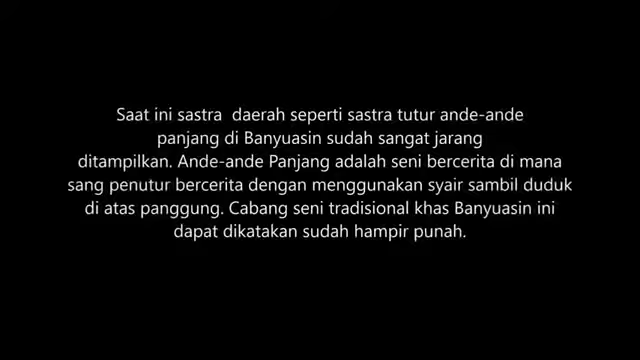 Saat ini sastra  daerah seperti sastra tutur ande-ande
panjang di Banyuasin sudah sangat jarang
ditampilkan. Ande-ande Panjang adalah seni bercerita di mana
sang penutur bercerita dengan menggunakan syair sambil duduk
di atas panggung. Cabang seni tradisional khas Banyuasin ini
dapat dikatakan sudah hampir punah.